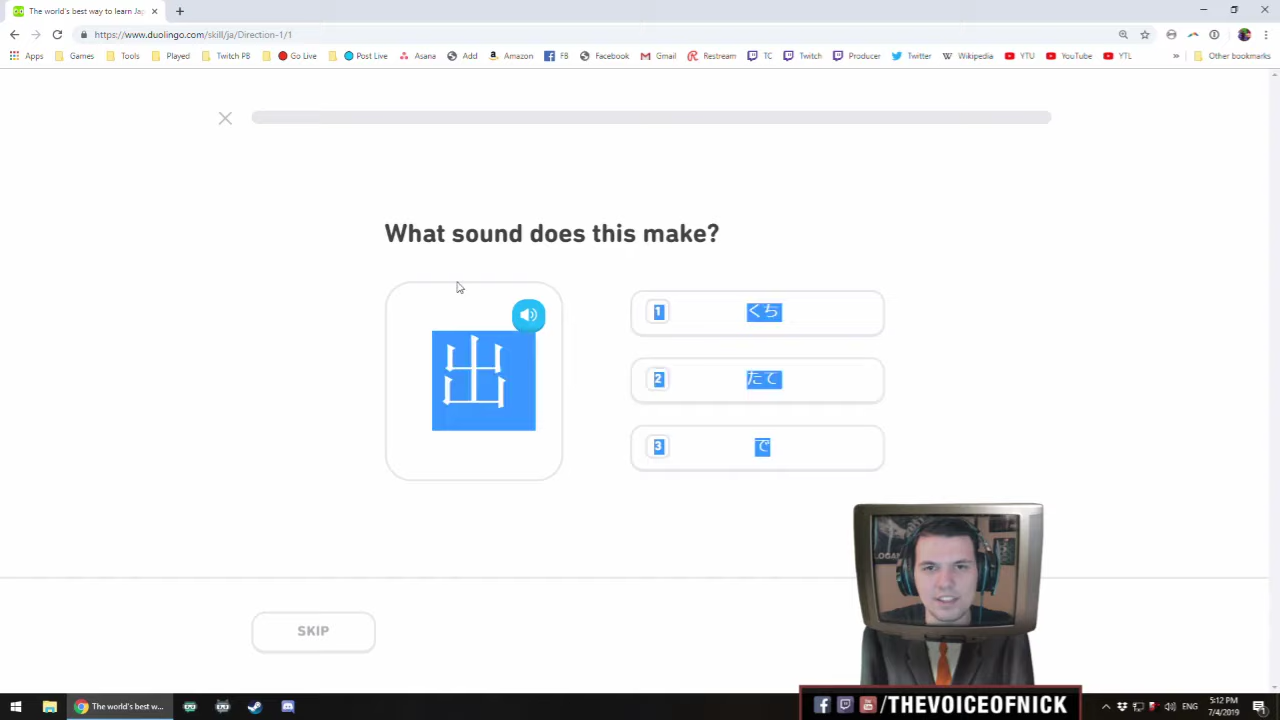 The world's best way to learn Jap
https://www.duolingo.com/skill/ja/Direction-1/1
Apps Games Tools Played Twitch PB Go Live Post Live Asana Add Amazon FB Facebook Gmail Restream TC Twitch Producer Twitter Wikipedia YTU YouTube YTL » Other bookmarks
What sound does this make?
出
1 くち
2 たて
3 で
SKIP
/THEVOICEOFNICK
The world's best w...
ENG
5:12 PM
7/4/2019